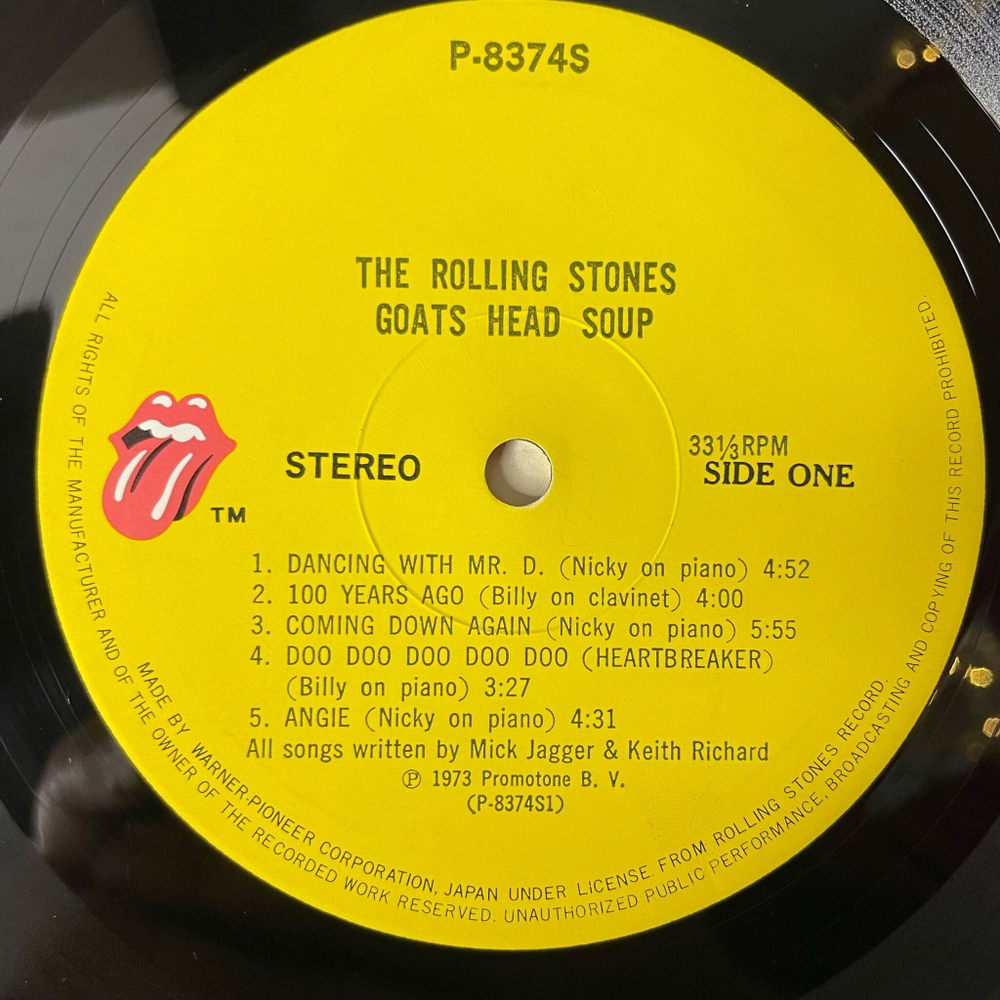 P-8374S
THE ROLLING STONES
GOATS HEAD SOUP
STEREO
33⅓RPM
SIDE ONE
TM
1. DANCING WITH MR. D. (Nicky on piano) 4:52
2. 100 YEARS AGO (Billy on clavinet) 4:00
3. COMING DOWN AGAIN (Nicky on piano) 5:55
4. DOO DOO DOO DOO DOO (HEARTBREAKER)
(Billy on piano) 3:27
5. ANGIE (Nicky on piano) 4:31
All songs written by Mick Jagger & Keith Richard
℗ 1973 Promotone B. V.
(P-8374S1)
MADE BY WARNER-PIONEER CORPORATION, JAPAN UNDER LICENSE. FROM ROLLING STONES RECORD.
ALL RIGHTS OF THE MANUFACTURER AND OF THE OWNER OF THE RECORDED WORK RESERVED. UNAUTHORIZED PUBLIC PERFORMANCE, BROADCASTING AND COPYING OF THIS RECORD PROHIBITED.